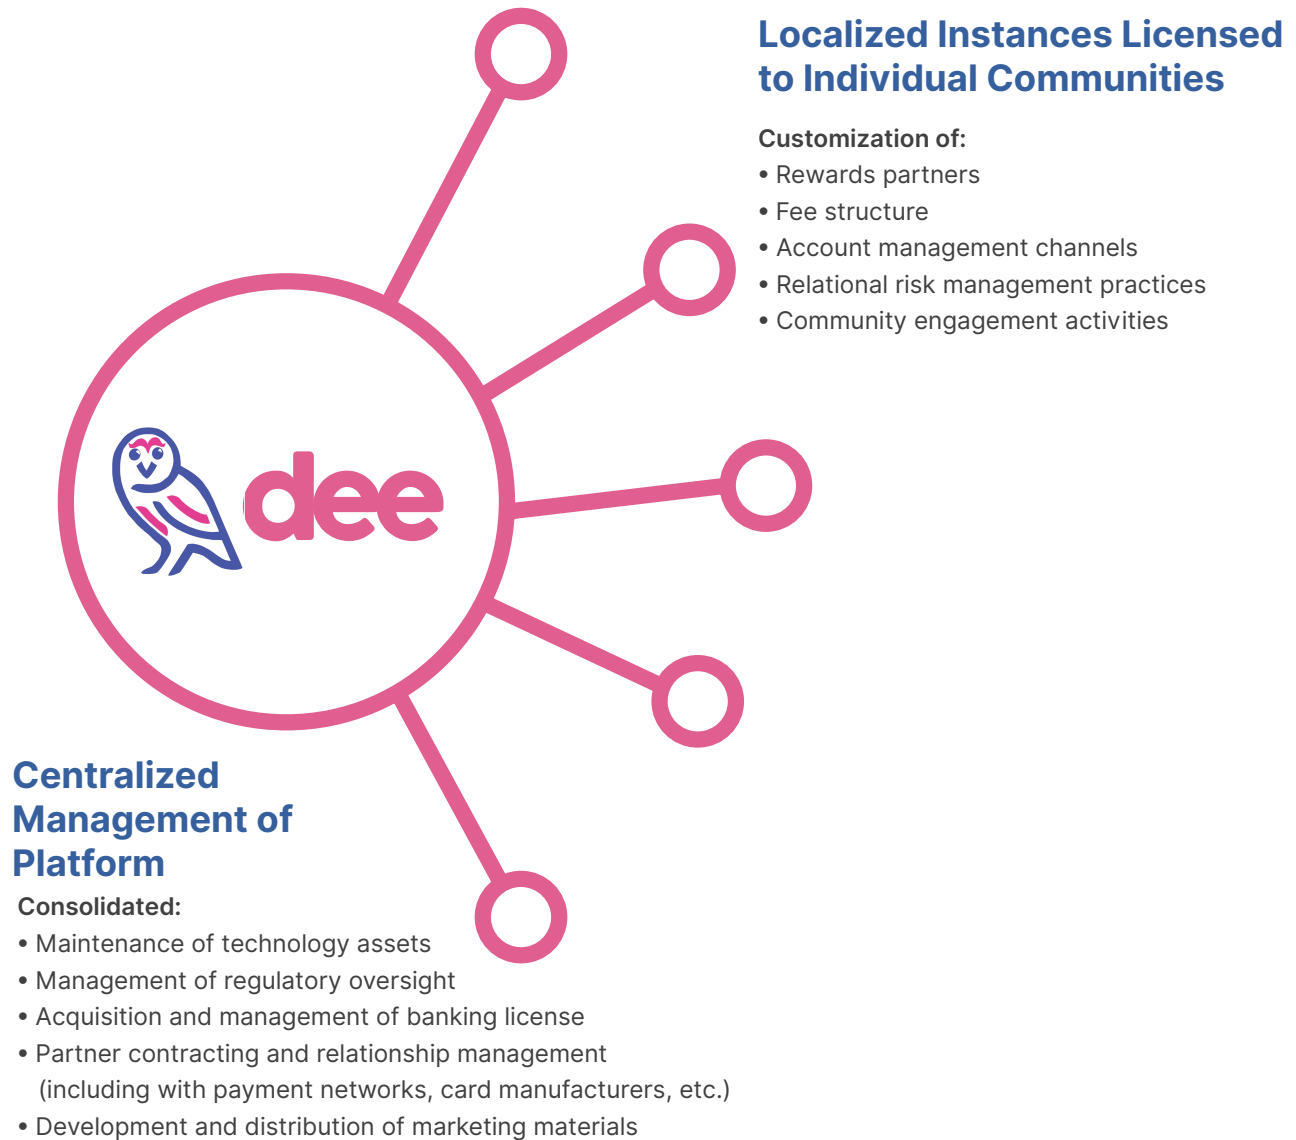 Localized Instances Licensed
to Individual Communities
Customization of:
• Rewards partners
• Fee structure
• Account management channels
• Relational risk management practices
• Community engagement activities
dee
Centralized
Management of
Platform
Consolidated:
• Maintenance of technology assets
• Management of regulatory oversight
• Acquisition and management of banking license
• Partner contracting and relationship management
(including with payment networks, card manufacturers, etc.)
• Development and distribution of marketing materials